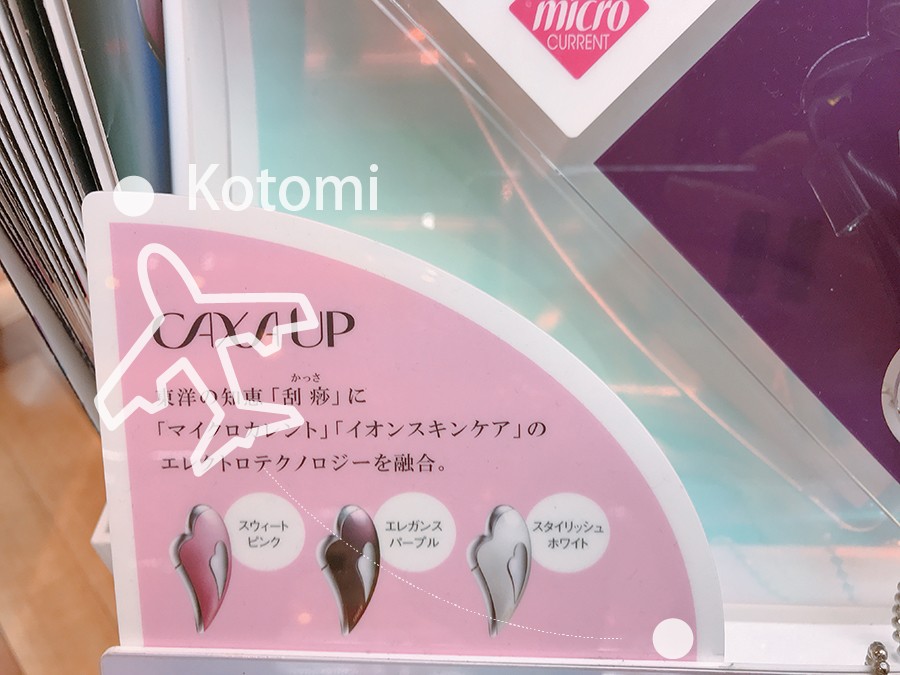 micro
CURRENT
Kotomi
CAXA UP
かっさ
東洋の知恵「刮痧」に
「マイクロカレント」「イオンスキンケア」の
エレクトロテクノロジーを融合。
スウィート
ピンク
エレガンス
パープル
スタイリッシュ
ホワイト